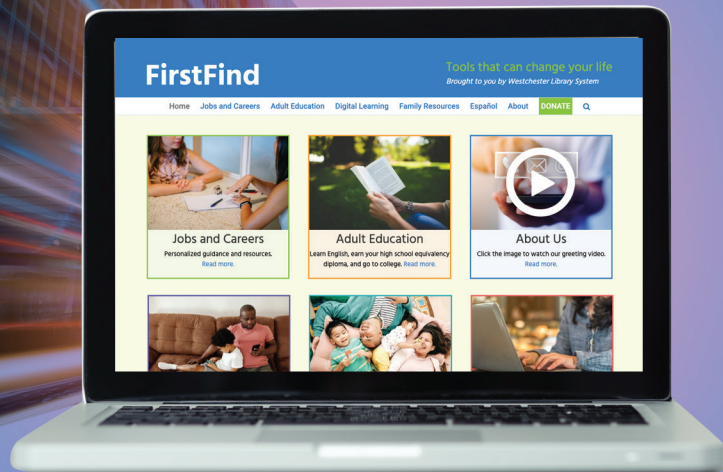 FirstFind
Tools that can change your life
Brought to you by Westchester Library System
Home Jobs and Careers Adult Education Digital Learning Family Resources Español About DONATE
Jobs and Careers
Personalized guidance and resources.
Read more.
Adult Education
Learn English, earn your high school equivalency
diploma, and go to college. Read more.
About Us
Click the image to watch our greeting video.
Read more.